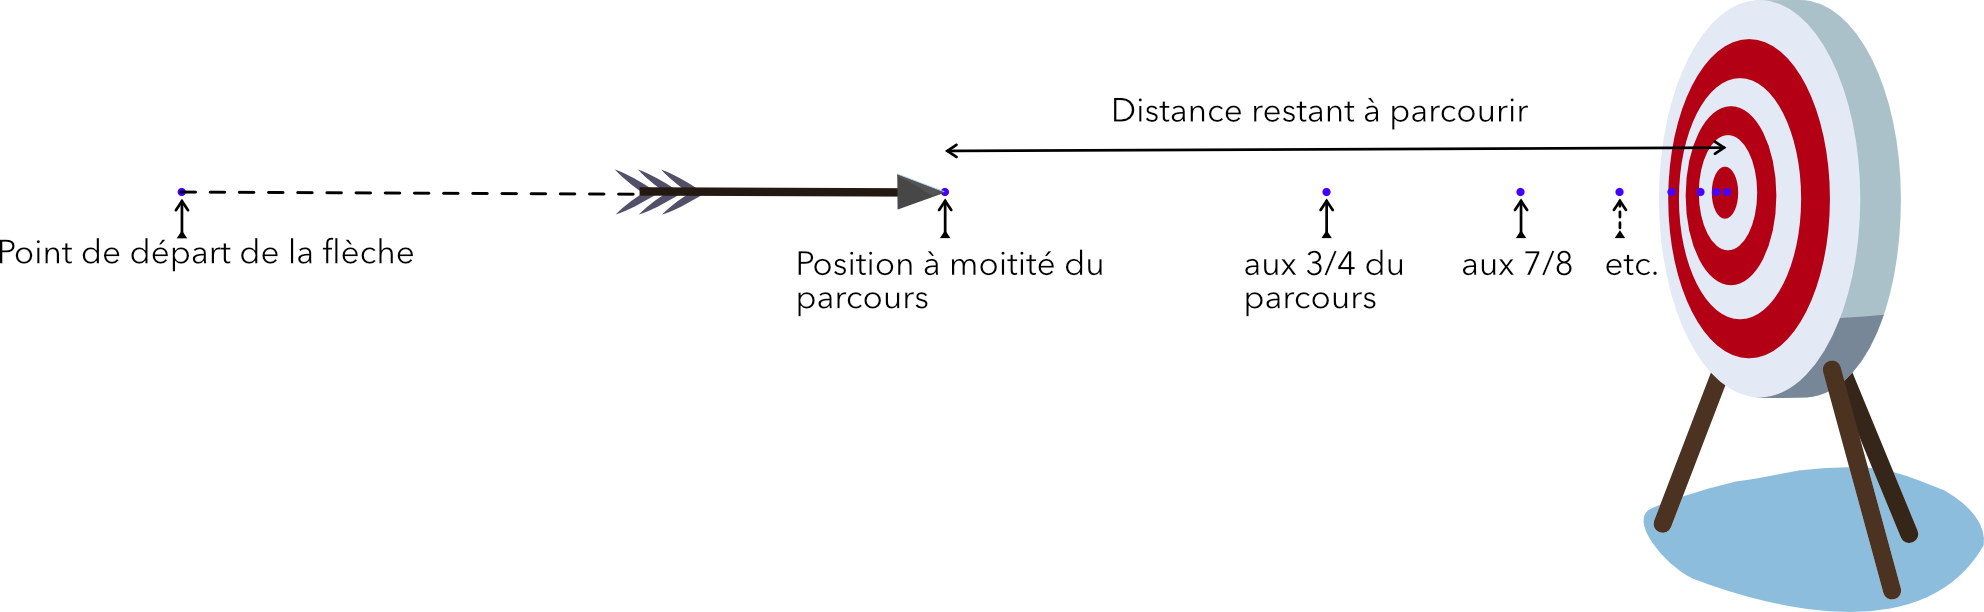 Distance restant à parcourir
Point de départ de la flèche
Position à moitité du
parcours
aux 3/4 du
parcours
aux 7/8
etc.